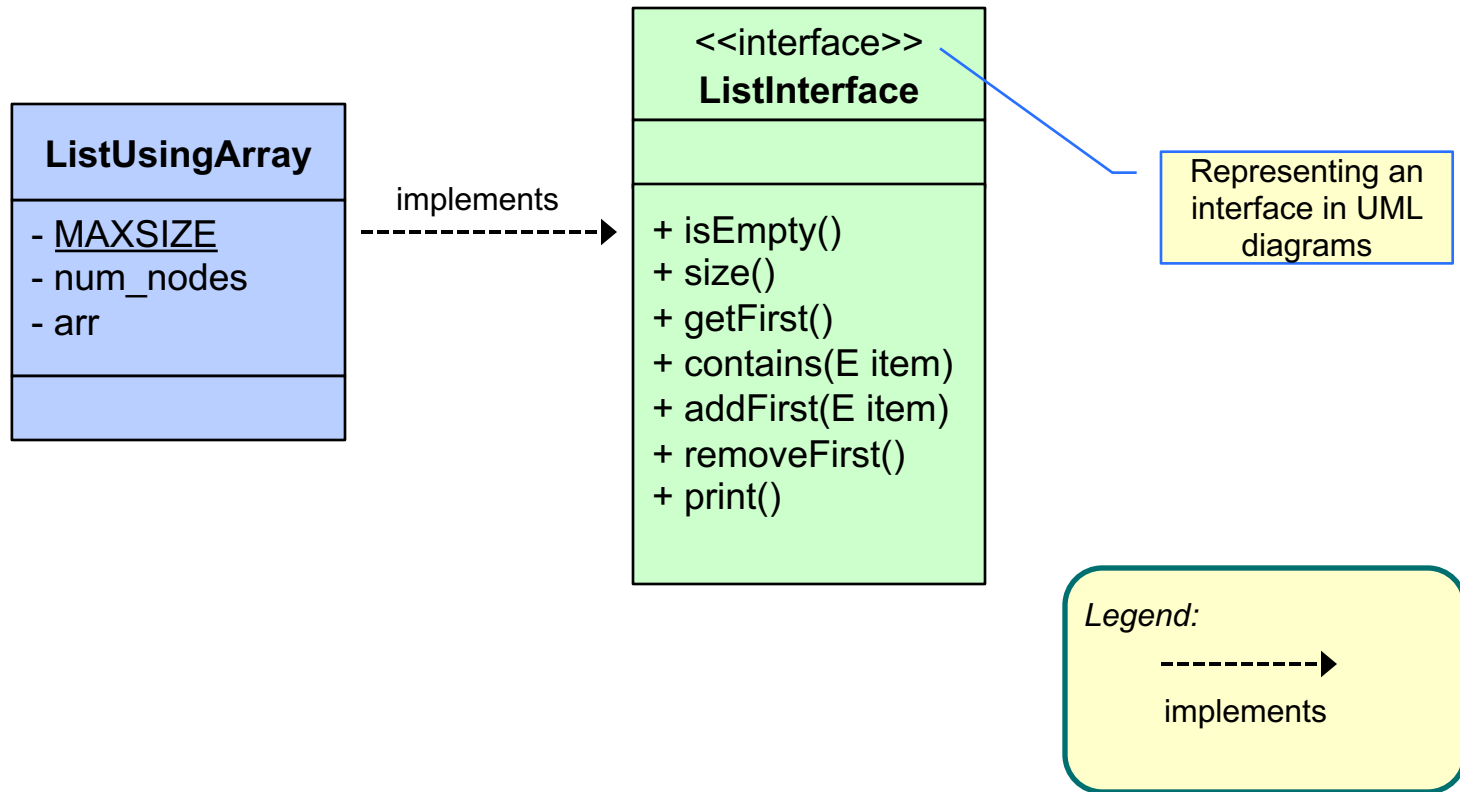 ListUsingArray
- MAXSIZE
- num_nodes
- arr
implements
<<interface>>
ListInterface
+ isEmpty()
+ size()
+ getFirst()
+ contains(E item)
+ addFirst(E item)
+ removeFirst()
+ print()
Representing an
interface in UML
diagrams
Legend:
implements